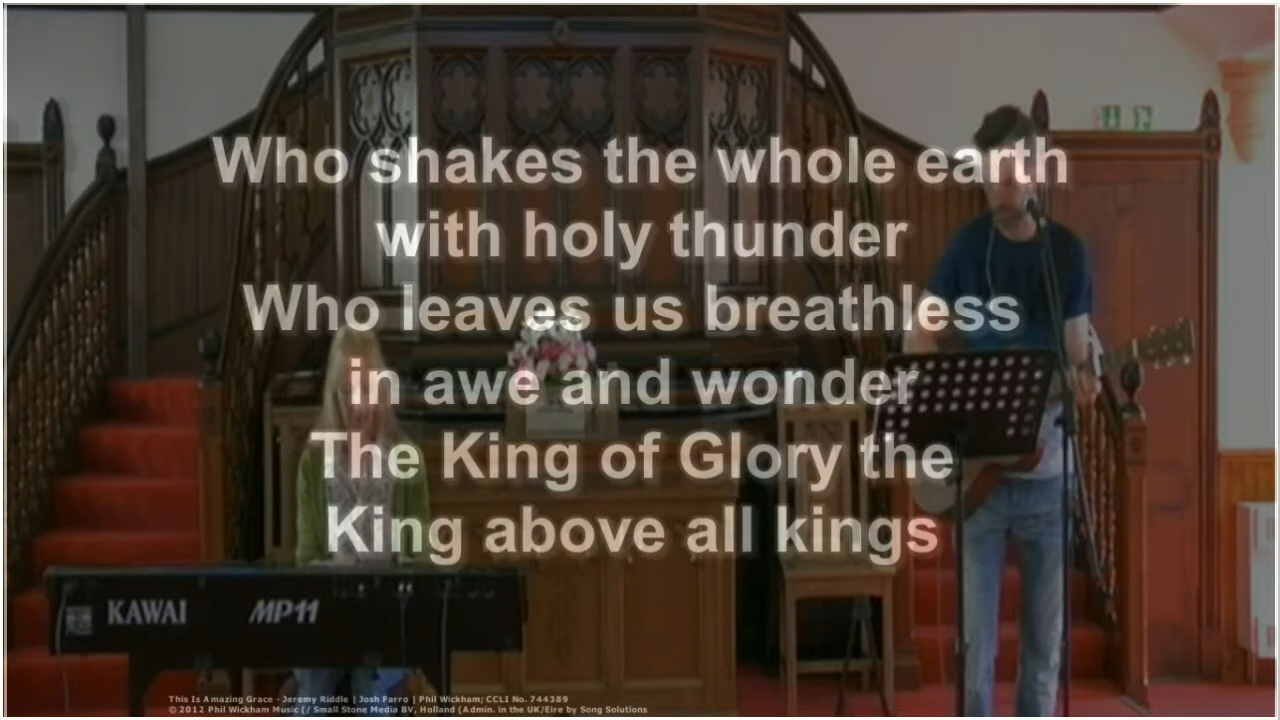 Who shakes the whole earth
with holy thunder
Who leaves us breathless
in awe and wonder
The King of Glory the
King above all kings
KAWAI MP11
This Is Amazing Grace - Jeremy Riddle | Josh Farro | Phil Wickham; CCLI No. 744389
© 2012 Phil Wickham Music (/ Small Stone Media BV, Holland (Admin. in the UK/Eire by Song Solutions